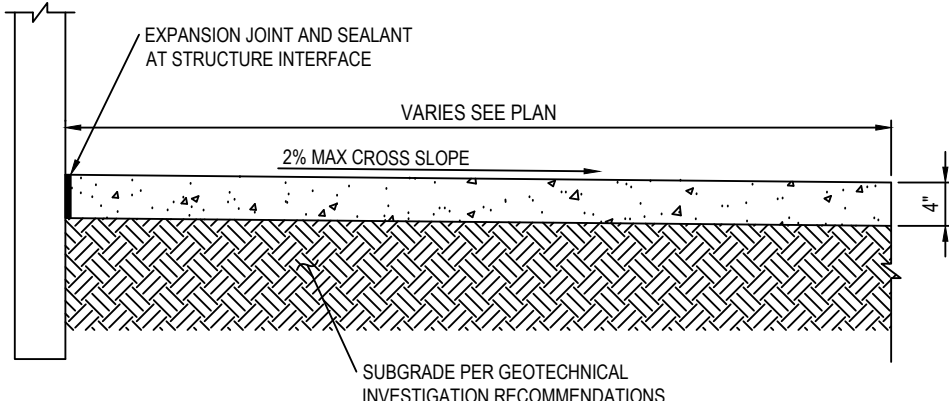 EXPANSION JOINT AND SEALANT
AT STRUCTURE INTERFACE
VARIES SEE PLAN
2% MAX CROSS SLOPE
4"
SUBGRADE PER GEOTECHNICAL
INVESTIGATION RECOMMENDATIONS